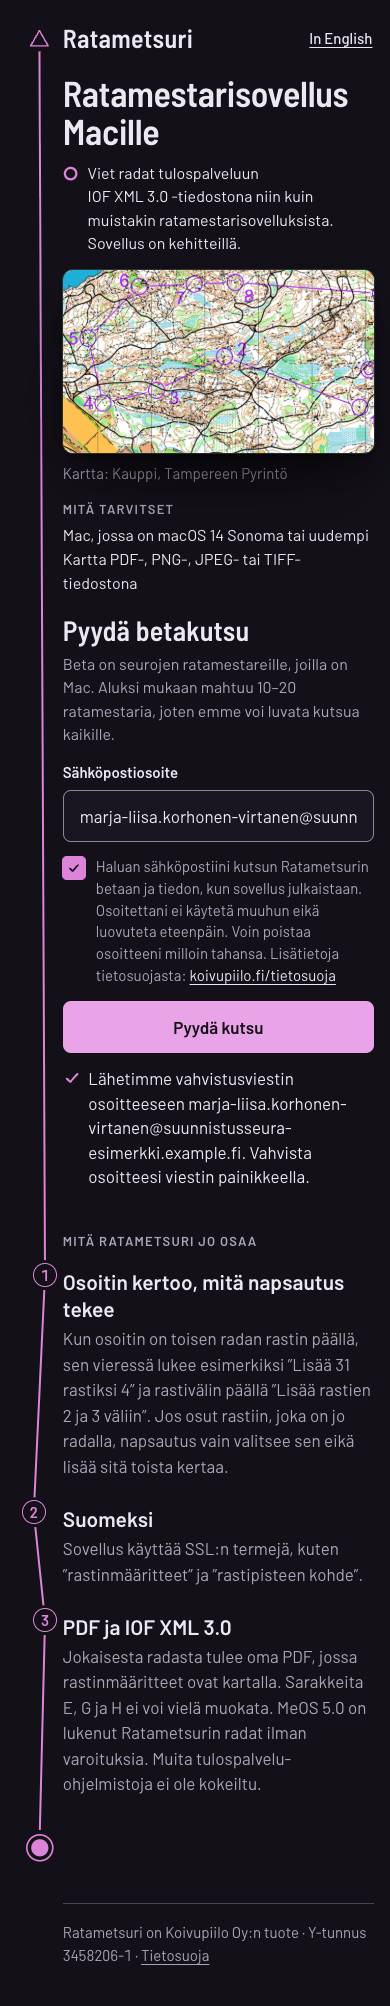 Ratametsuri
In English
Ratamestarisovellus
Macille
Viet radat tulospalveluun
IOF XML 3.0 -tiedostona niin kuin
muistakin ratamestarisovelluksista.
Sovellus on kehitteillä.
6
7
8
5
2
4
3
Kartta: Kauppi, Tampereen Pyrintö
MITÄ TARVITSET
Mac, jossa on macOS 14 Sonoma tai uudempi
Kartta PDF-, PNG-, JPEG- tai TIFF-
tiedostona
Pyydä betakutsu
Beta on seurojen ratamestareille, joilla on
Mac. Aluksi mukaan mahtuu 10–20
ratamestaria, joten emme voi luvata kutsua
kaikille.
Sähköpostiosoite
marja-liisa.korhonen-virtanen@suunn
Haluan sähköpostiini kutsun Ratametsurin
betaan ja tiedon, kun sovellus julkaistaan.
Osoitettani ei käytetä muuhun eikä
luovuteta eteenpäin. Voin poistaa
osoitteeni milloin tahansa. Lisätietoja
tietosuojasta: koivupiilo.fi/tietosuoja
Pyydä kutsu
Lähetimme vahvistusviestin
osoitteeseen marja-liisa.korhonen-
virtanen@suunnistusseura-
esimerkki.example.fi. Vahvista
osoitteesi viestin painikkeella.
MITÄ RATAMETSURI JO OSAA
1
Osoitin kertoo, mitä napsautus
tekee
Kun osoitin on toisen radan rastin päällä,
sen vieressä lukee esimerkiksi ”Lisää 31
rastiksi 4” ja rastivälin päällä ”Lisää rastien
2 ja 3 väliin”. Jos osut rastiin, joka on jo
radalla, napsautus vain valitsee sen eikä
lisää sitä toista kertaa.
2
Suomeksi
Sovellus käyttää SSL:n termejä, kuten
”rastinmääritteet” ja ”rastipisteen kohde”.
3
PDF ja IOF XML 3.0
Jokaisesta radasta tulee oma PDF, jossa
rastinmääritteet ovat kartalla. Sarakkeita
E, G ja H ei voi vielä muokata. MeOS 5.0 on
lukenut Ratametsurin radat ilman
varoituksia. Muita tulospalvelu-
ohjelmistoja ei ole kokeiltu.
Ratametsuri on Koivupiilo Oy:n tuote · Y-tunnus
3458206-1 · Tietosuoja